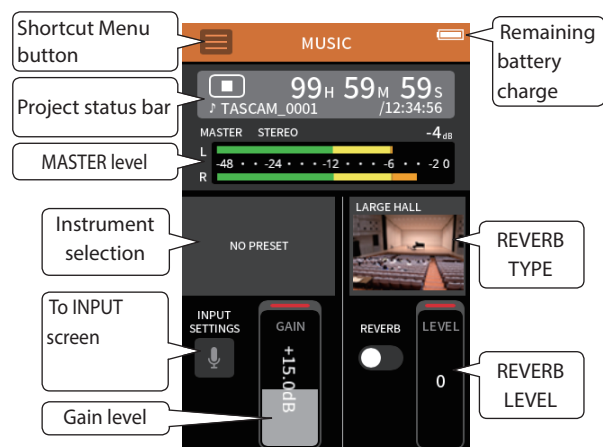 Shortcut Menu
button
MUSIC
Remaining
battery
charge
Project status bar
99H 59M 59S
♪ TASCAM_0001 /12:34:56
MASTER STEREO -4dB
MASTER level
L
-48 • • -24 • • • -12 • • • -6 • • -2 0
R
Instrument
selection
NO PRESET
LARGE HALL
REVERB
TYPE
To INPUT
screen
INPUT
SETTINGS
GAIN
+15.0dB
REVERB
LEVEL
0
Gain level
REVERB
LEVEL